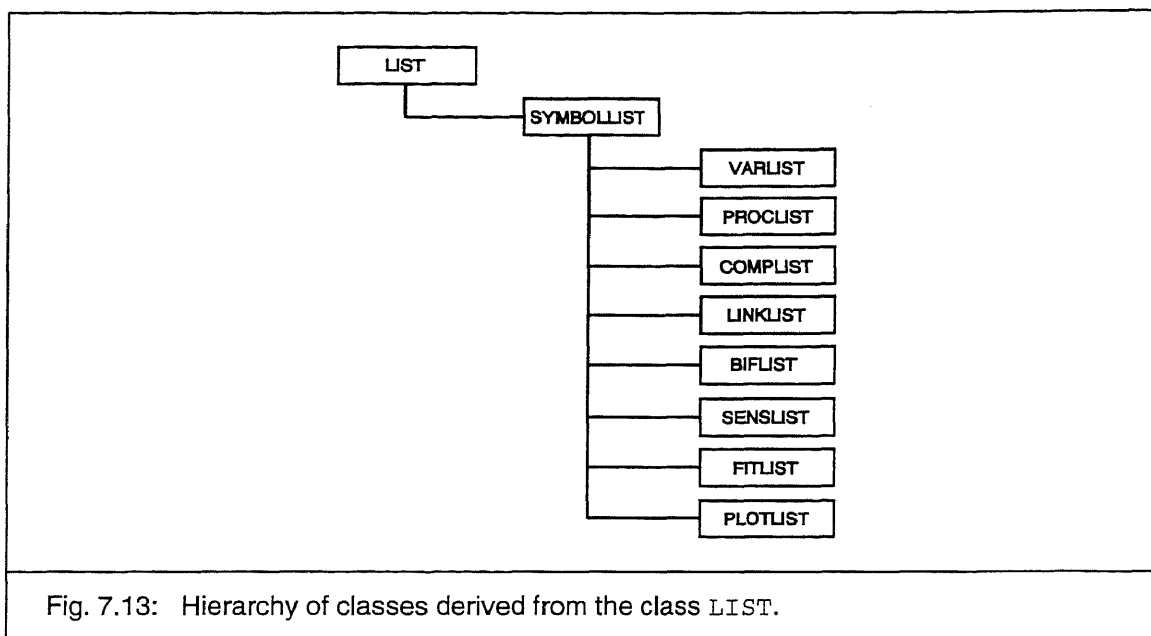 LIST
SYMBOLLIST
VARLIST
PROCLIST
COMPLIST
LINKLIST
BIFLIST
SENSLIST
FITLIST
PLOTLIST
Fig. 7.13: Hierarchy of classes derived from the class LIST.